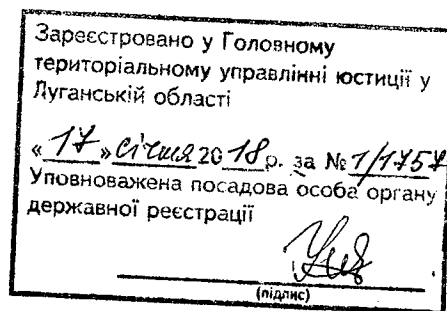 Зареєстровано у Головному
територіальному управлінні юстиції у
Луганській області
«17» січня 2018 р. за № 1/1757
Уповноважена посадова особа органу
державної реєстрації
(підпис)